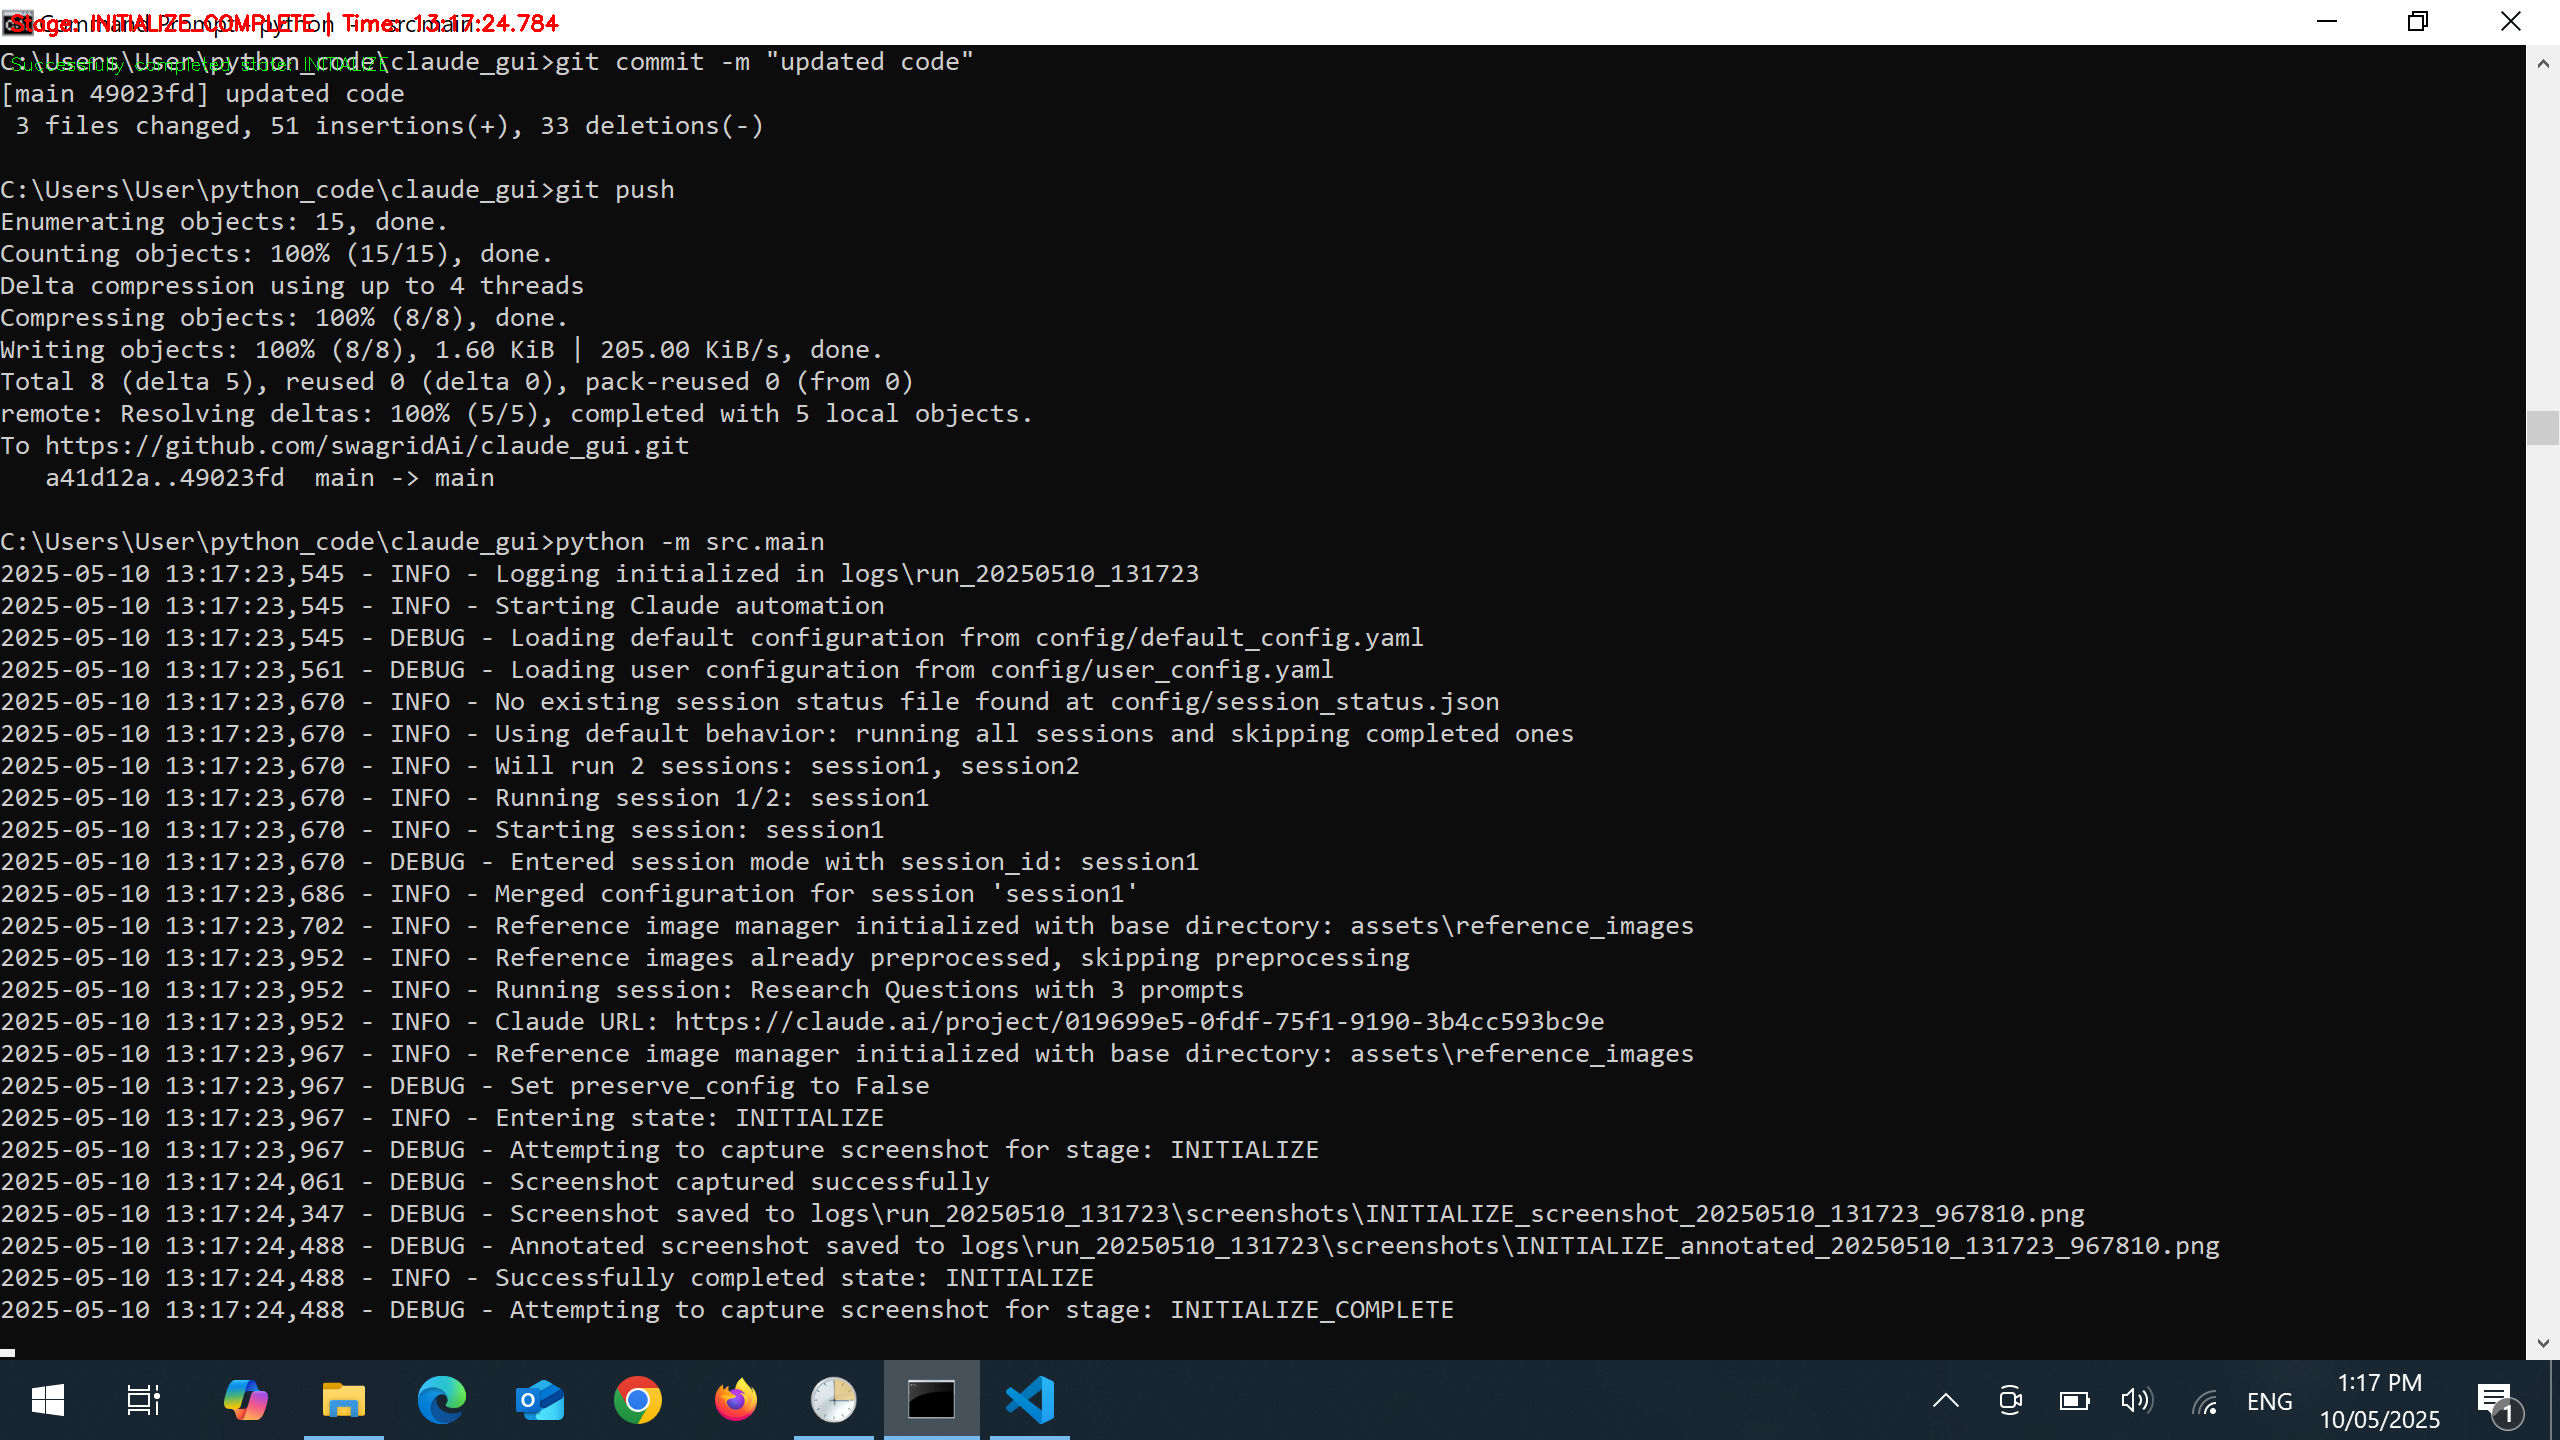 Command Prompt - python -m src.main
Stage: INITIALIZE_COMPLETE | Time: 13:17:24.784
Successfully completed state: INITIALIZE
C:\Users\User\python_code\claude_gui>git commit -m "updated code"
[main 49023fd] updated code
 3 files changed, 51 insertions(+), 33 deletions(-)
C:\Users\User\python_code\claude_gui>git push
Enumerating objects: 15, done.
Counting objects: 100% (15/15), done.
Delta compression using up to 4 threads
Compressing objects: 100% (8/8), done.
Writing objects: 100% (8/8), 1.60 KiB | 205.00 KiB/s, done.
Total 8 (delta 5), reused 0 (delta 0), pack-reused 0 (from 0)
remote: Resolving deltas: 100% (5/5), completed with 5 local objects.
To https://github.com/swagridAi/claude_gui.git
   a41d12a..49023fd  main -> main
C:\Users\User\python_code\claude_gui>python -m src.main
2025-05-10 13:17:23,545 - INFO - Logging initialized in logs\run_20250510_131723
2025-05-10 13:17:23,545 - INFO - Starting Claude automation
2025-05-10 13:17:23,545 - DEBUG - Loading default configuration from config/default_config.yaml
2025-05-10 13:17:23,561 - DEBUG - Loading user configuration from config/user_config.yaml
2025-05-10 13:17:23,670 - INFO - No existing session status file found at config/session_status.json
2025-05-10 13:17:23,670 - INFO - Using default behavior: running all sessions and skipping completed ones
2025-05-10 13:17:23,670 - INFO - Will run 2 sessions: session1, session2
2025-05-10 13:17:23,670 - INFO - Running session 1/2: session1
2025-05-10 13:17:23,670 - INFO - Starting session: session1
2025-05-10 13:17:23,670 - DEBUG - Entered session mode with session_id: session1
2025-05-10 13:17:23,686 - INFO - Merged configuration for session 'session1'
2025-05-10 13:17:23,702 - INFO - Reference image manager initialized with base directory: assets\reference_images
2025-05-10 13:17:23,952 - INFO - Reference images already preprocessed, skipping preprocessing
2025-05-10 13:17:23,952 - INFO - Running session: Research Questions with 3 prompts
2025-05-10 13:17:23,952 - INFO - Claude URL: https://claude.ai/project/019699e5-0fdf-75f1-9190-3b4cc593bc9e
2025-05-10 13:17:23,967 - INFO - Reference image manager initialized with base directory: assets\reference_images
2025-05-10 13:17:23,967 - DEBUG - Set preserve_config to False
2025-05-10 13:17:23,967 - INFO - Entering state: INITIALIZE
2025-05-10 13:17:23,967 - DEBUG - Attempting to capture screenshot for stage: INITIALIZE
2025-05-10 13:17:24,061 - DEBUG - Screenshot captured successfully
2025-05-10 13:17:24,347 - DEBUG - Screenshot saved to logs\run_20250510_131723\screenshots\INITIALIZE_screenshot_20250510_131723_967810.png
2025-05-10 13:17:24,488 - DEBUG - Annotated screenshot saved to logs\run_20250510_131723\screenshots\INITIALIZE_annotated_20250510_131723_967810.png
2025-05-10 13:17:24,488 - INFO - Successfully completed state: INITIALIZE
2025-05-10 13:17:24,488 - DEBUG - Attempting to capture screenshot for stage: INITIALIZE_COMPLETE
ENG
1:17 PM
10/05/2025
1